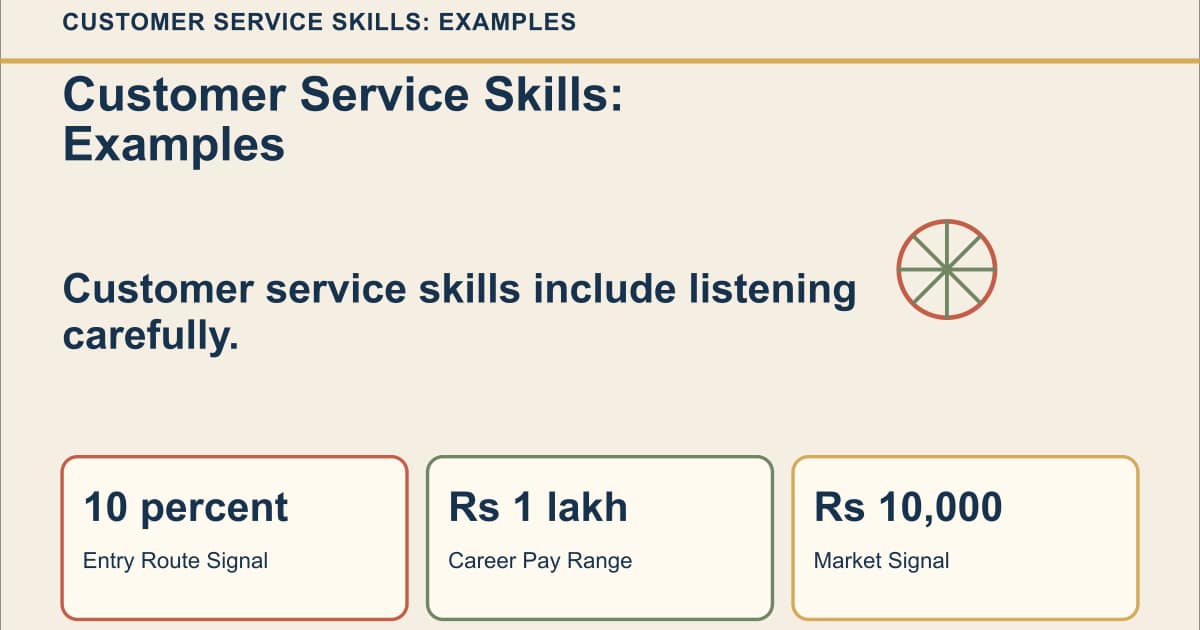 CUSTOMER SERVICE SKILLS: EXAMPLES
Customer Service Skills:
Examples
Customer service skills include listening
carefully.
10 percent
Entry Route Signal
Rs 1 lakh
Career Pay Range
Rs 10,000
Market Signal